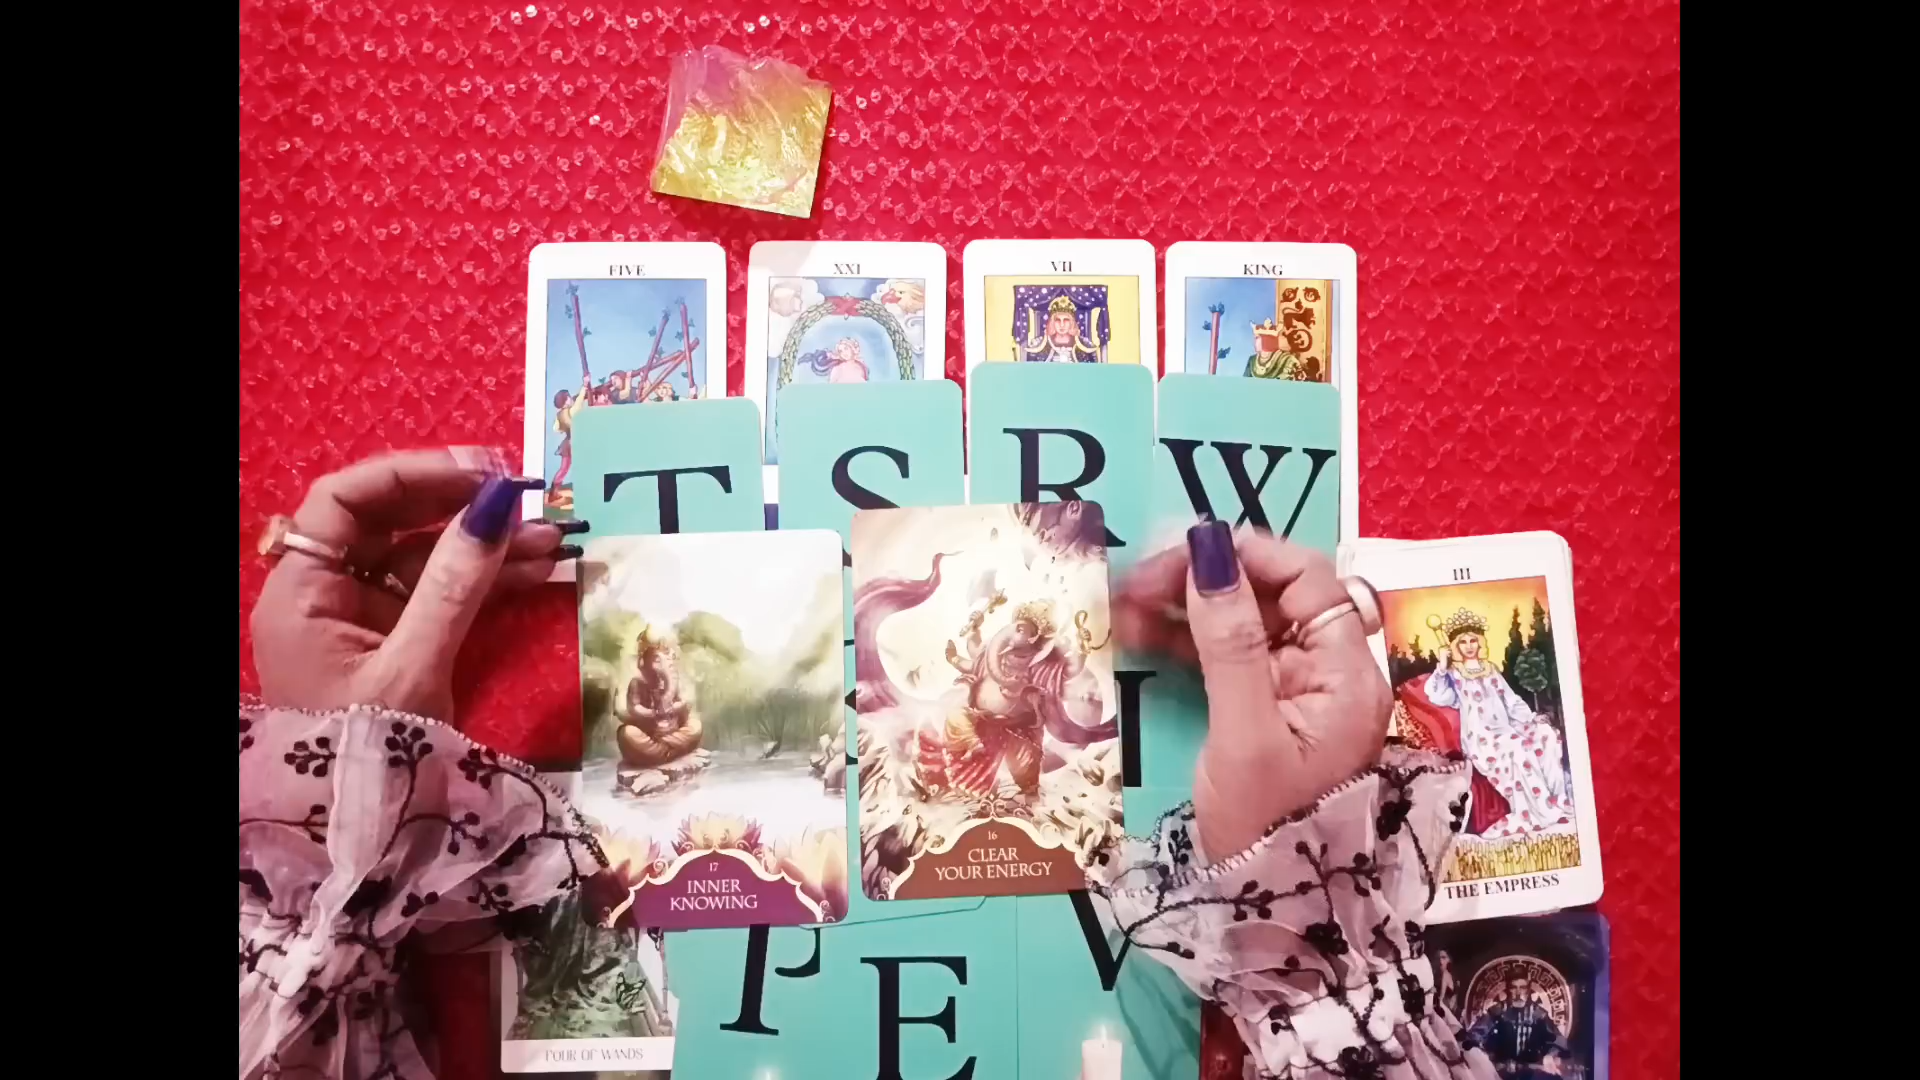 FIVE
XXI
VII
KING
T
S
R
W
III
THE EMPRESS
17
INNER
KNOWING
16
CLEAR
YOUR ENERGY
P
E
V
FOUR OF WANDS